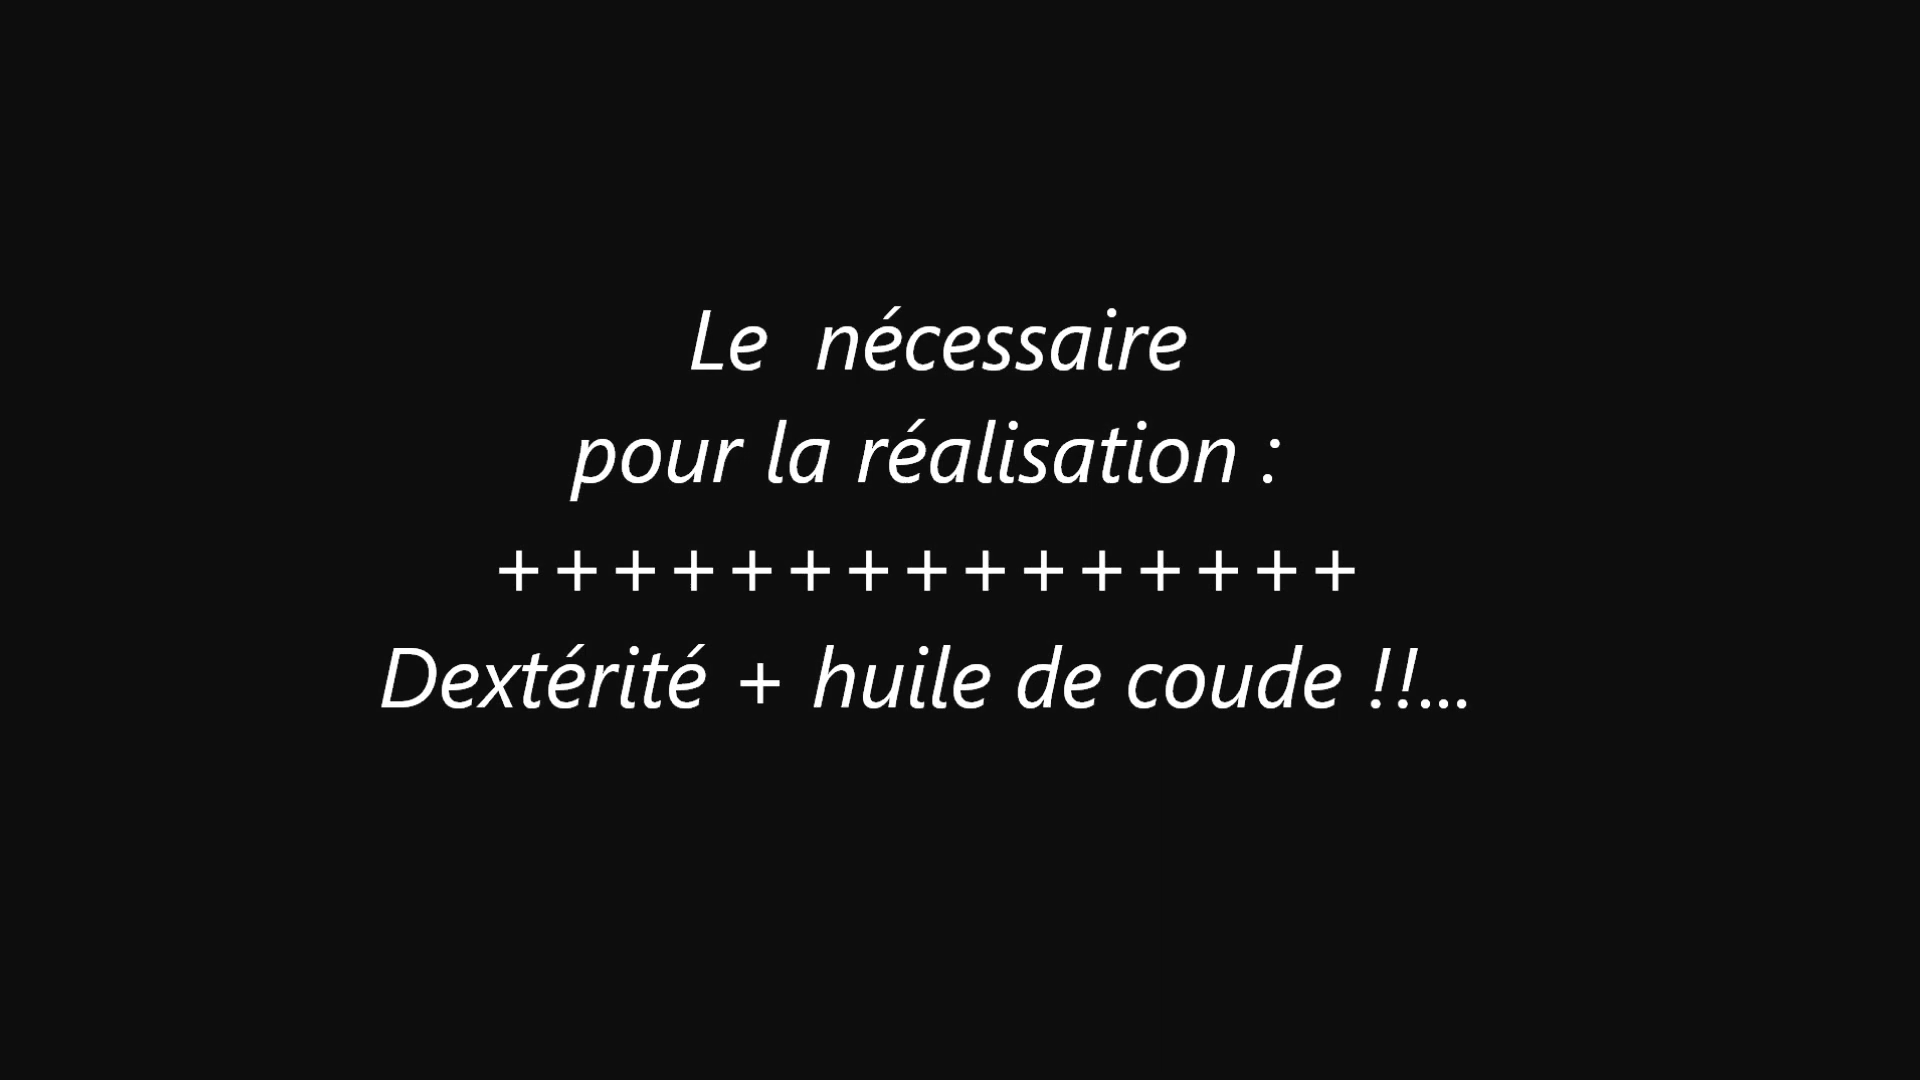 Le  nécessaire
pour la réalisation :
+ + + + + + + + + + + + + + +
Dextérité + huile de coude !!...